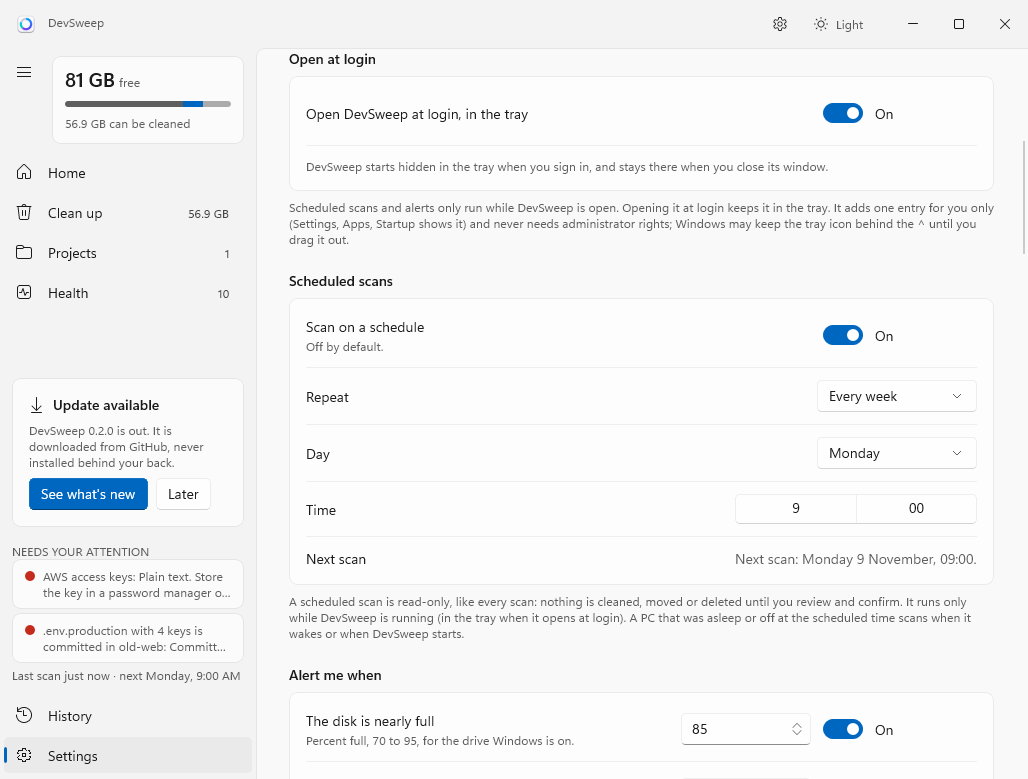 DevSweep
Light
81 GB free
56.9 GB can be cleaned
Home
Clean up 56.9 GB
Projects 1
Health 10
Update available
DevSweep 0.2.0 is out. It is
downloaded from GitHub, never
installed behind your back.
See what's new
Later
NEEDS YOUR ATTENTION
AWS access keys: Plain text. Store
the key in a password manager o...
.env.production with 4 keys is
committed in old-web: Committ...
Last scan just now · next Monday, 9:00 AM
History
Settings
Open at login
Open DevSweep at login, in the tray
On
DevSweep starts hidden in the tray when you sign in, and stays there when you close its window.
Scheduled scans and alerts only run while DevSweep is open. Opening it at login keeps it in the tray. It adds one entry for you only
(Settings, Apps, Startup shows it) and never needs administrator rights; Windows may keep the tray icon behind the ^ until you
drag it out.
Scheduled scans
Scan on a schedule
Off by default.
On
Repeat
Every week
Day
Monday
Time
9
00
Next scan
Next scan: Monday 9 November, 09:00.
A scheduled scan is read-only, like every scan: nothing is cleaned, moved or deleted until you review and confirm. It runs only
while DevSweep is running (in the tray when it opens at login). A PC that was asleep or off at the scheduled time scans when it
wakes or when DevSweep starts.
Alert me when
The disk is nearly full
Percent full, 70 to 95, for the drive Windows is on.
85
On